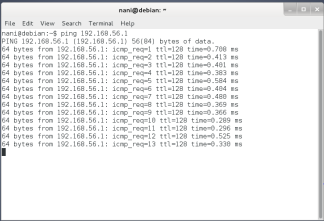 nani@debian: ~
File Edit View Search Terminal Help
nani@debian:~$ ping 192.168.56.1
PING 192.168.56.1 (192.168.56.1) 56(84) bytes of data.
64 bytes from 192.168.56.1: icmp_req=1 ttl=128 time=0.708 ms
64 bytes from 192.168.56.1: icmp_req=2 ttl=128 time=0.413 ms
64 bytes from 192.168.56.1: icmp_req=3 ttl=128 time=0.401 ms
64 bytes from 192.168.56.1: icmp_req=4 ttl=128 time=0.383 ms
64 bytes from 192.168.56.1: icmp_req=5 ttl=128 time=0.584 ms
64 bytes from 192.168.56.1: icmp_req=6 ttl=128 time=0.404 ms
64 bytes from 192.168.56.1: icmp_req=7 ttl=128 time=0.480 ms
64 bytes from 192.168.56.1: icmp_req=8 ttl=128 time=0.369 ms
64 bytes from 192.168.56.1: icmp_req=9 ttl=128 time=0.366 ms
64 bytes from 192.168.56.1: icmp_req=10 ttl=128 time=0.289 ms
64 bytes from 192.168.56.1: icmp_req=11 ttl=128 time=0.296 ms
64 bytes from 192.168.56.1: icmp_req=12 ttl=128 time=0.525 ms
64 bytes from 192.168.56.1: icmp_req=13 ttl=128 time=0.330 ms